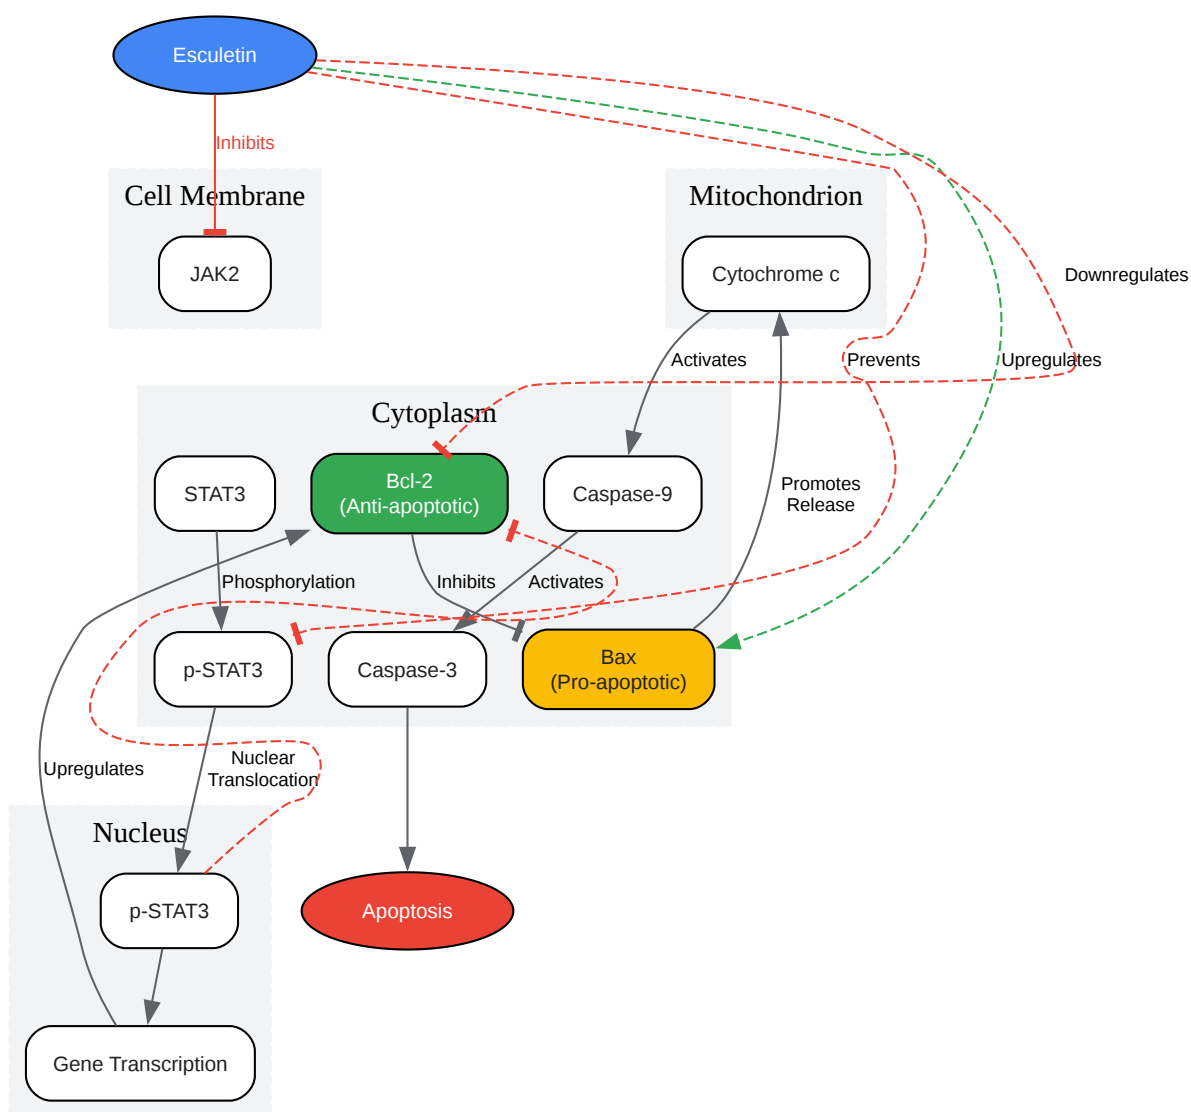 Esculetin
Inhibits
Cell Membrane
Mitochondrion
JAK2
Cytochrome c
Downregulates
Activates
Prevents
Upregulates
Cytoplasm
STAT3
Bcl-2
(Anti-apoptotic)
Caspase-9
Promotes
Release
Phosphorylation
Inhibits
Activates
p-STAT3
Caspase-3
Bax
(Pro-apoptotic)
Upregulates
Nuclear
Translocation
Nucleus
p-STAT3
Apoptosis
Gene Transcription